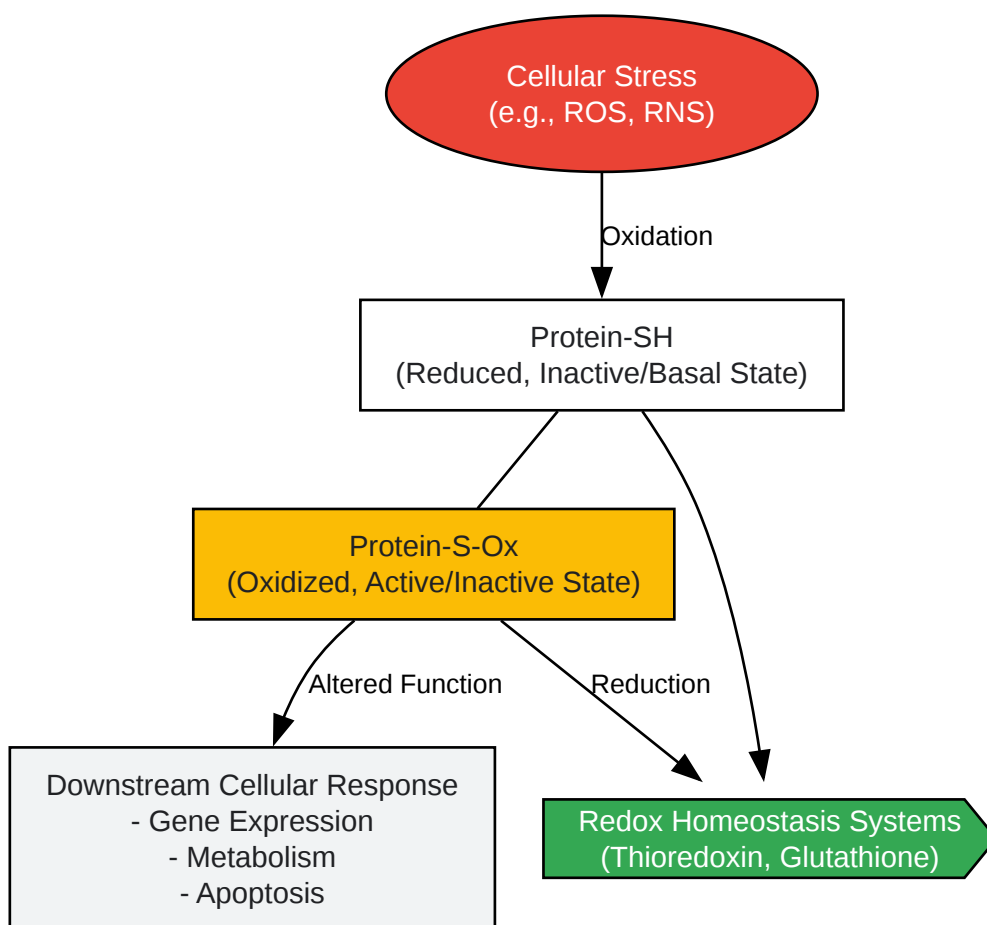 Cellular Stress
(e.g., ROS, RNS)
Oxidation
Protein-SH
(Reduced, Inactive/Basal State)
Protein-S-Ox
(Oxidized, Active/Inactive State)
Altered Function
Reduction
Downstream Cellular Response
- Gene Expression
- Metabolism
- Apoptosis
Redox Homeostasis Systems
(Thioredoxin, Glutathione)